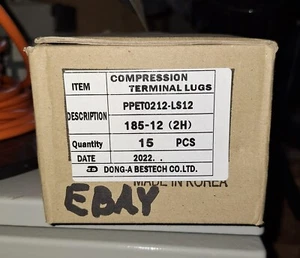 ITEM COMPRESSION
TERMINAL LUGS
DESCRIPTION PPET0212-LS12
185-12 (2H)
Quantity 15 PCS
DATE 2022. .
DONG-A BESTECH CO.LTD.
MADE IN KOREA
EBAY